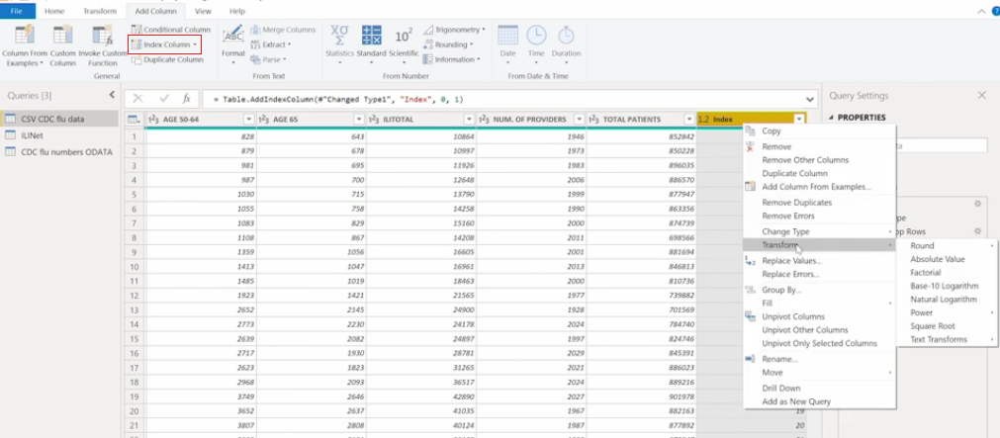 File Home Transform Add Column View Help
Column From Examples Custom Column Invoke Custom Function
Conditional Column
Index Column
Duplicate Column
General
Format
Merge Columns
Extract
Parse
From Text
Statistics Standard Scientific
Trigonometry
Rounding
Information
From Number
Date Time Duration
From Date & Time
Queries [3]
CSV CDC flu data
ILINet
CDC flu numbers ODATA
= Table.AddIndexColumn(#"Changed Type1", "Index", 0, 1)
AGE 50-64 AGE 65 ILITOTAL NUM. OF PROVIDERS TOTAL PATIENTS Index
1 828 643 10864 1946 852842
2 879 678 10997 1973 850228
3 981 695 11926 1983 896035
4 987 700 12648 2006 886570
5 1030 715 13790 1999 877947
6 1055 758 14258 1990 863356
7 1083 829 15160 2000 874739
8 1108 867 14208 2011 698566
9 1359 1056 16605 2001 881694
10 1413 1047 16961 2013 846813
11 1485 1019 18463 2000 810736
12 1923 1421 21565 1977 739882
13 2652 2145 24900 1928 701569
14 2773 2230 24178 2024 784740
15 2639 2082 24897 1997 824746
16 2717 1930 28781 2029 845391
17 2623 1823 31265 2021 886023
18 2968 2093 36517 2024 889216
19 3749 2646 42890 2027 901978
20 3652 2637 41035 1967 882163 19
21 3807 2808 40124 1987 877892 20
Copy
Remove
Remove Other Columns
Duplicate Column
Add Column From Examples...
Remove Duplicates
Remove Errors
Change Type
Transform
Replace Values...
Replace Errors...
Group By...
Fill
Unpivot Columns
Unpivot Other Columns
Unpivot Only Selected Columns
Rename...
Move
Drill Down
Add as New Query
Round
Absolute Value
Factorial
Base-10 Logarithm
Natural Logarithm
Power
Square Root
Text Transforms
Query Settings
PROPERTIES